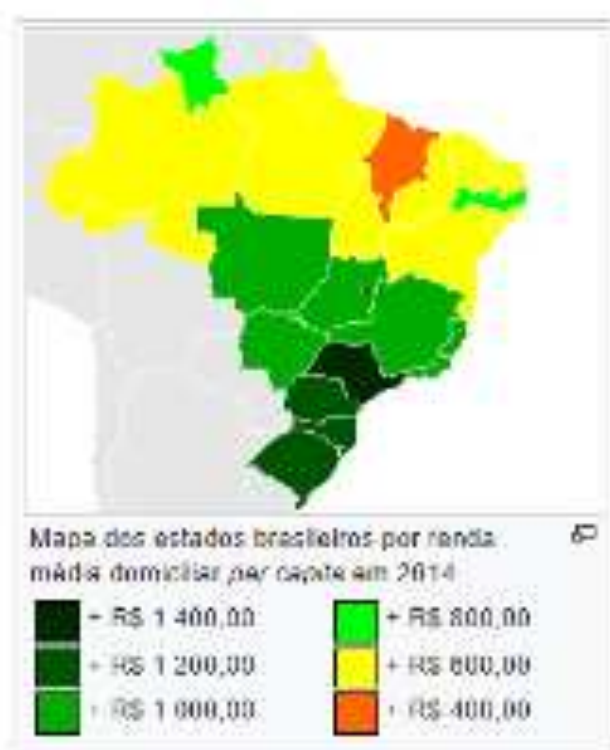 Mapa dos estados brasileiros por renda
média domiciliar per capita em 2014
+ R$ 1 400,00
+ R$ 1 200,00
+ R$ 1 000,00
+ R$ 800,00
+ R$ 600,00
+ R$ 400,00